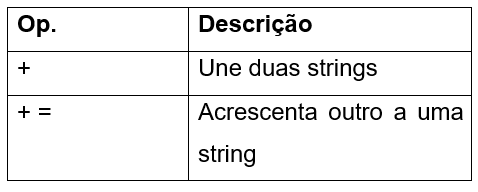 Op. Descrição
+ Une duas strings
+ = Acrescenta outro a uma
string